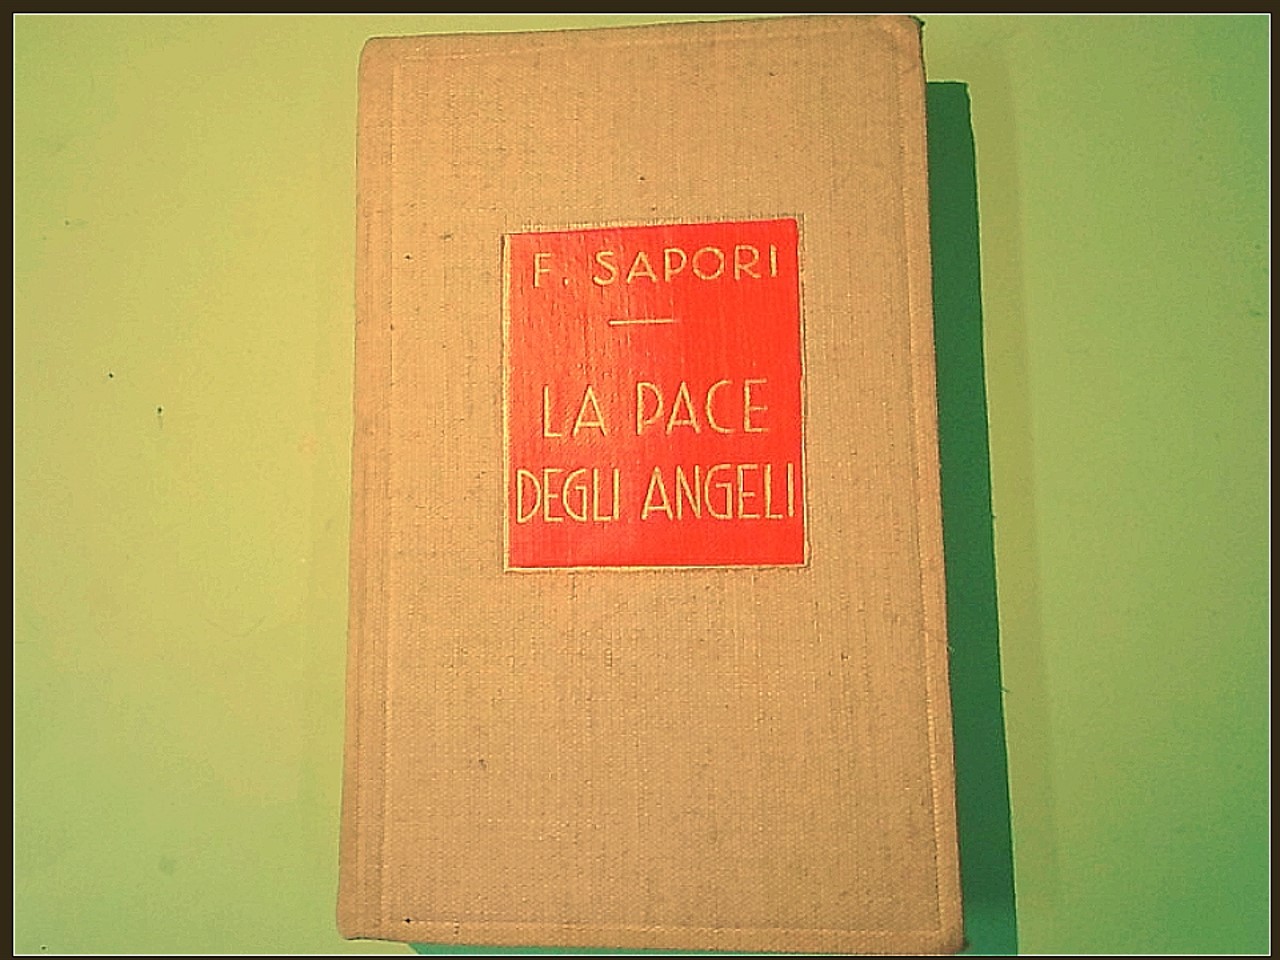 F. SAPORI
LA PACE
DEGLI ANGELI